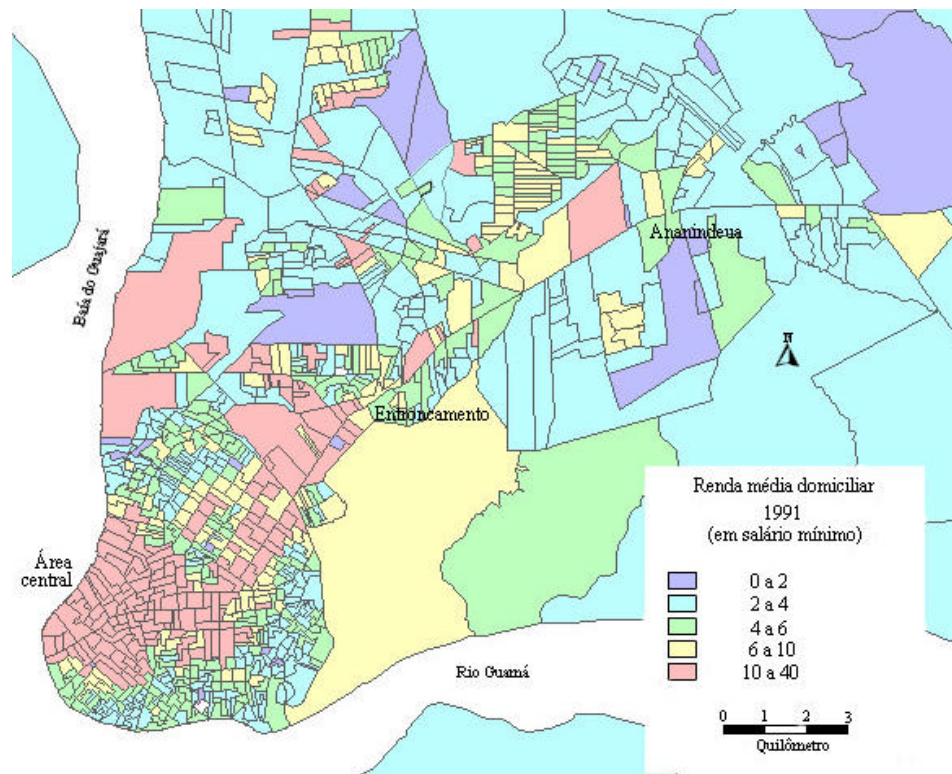 Baía do Guajará
Ananindeua
N
Entroncamento
Área
central
Rio Guamá
Renda média domiciliar
1991
(em salário mínimo)
0 a 2
2 a 4
4 a 6
6 a 10
10 a 40
0 1 2 3
Quilômetro